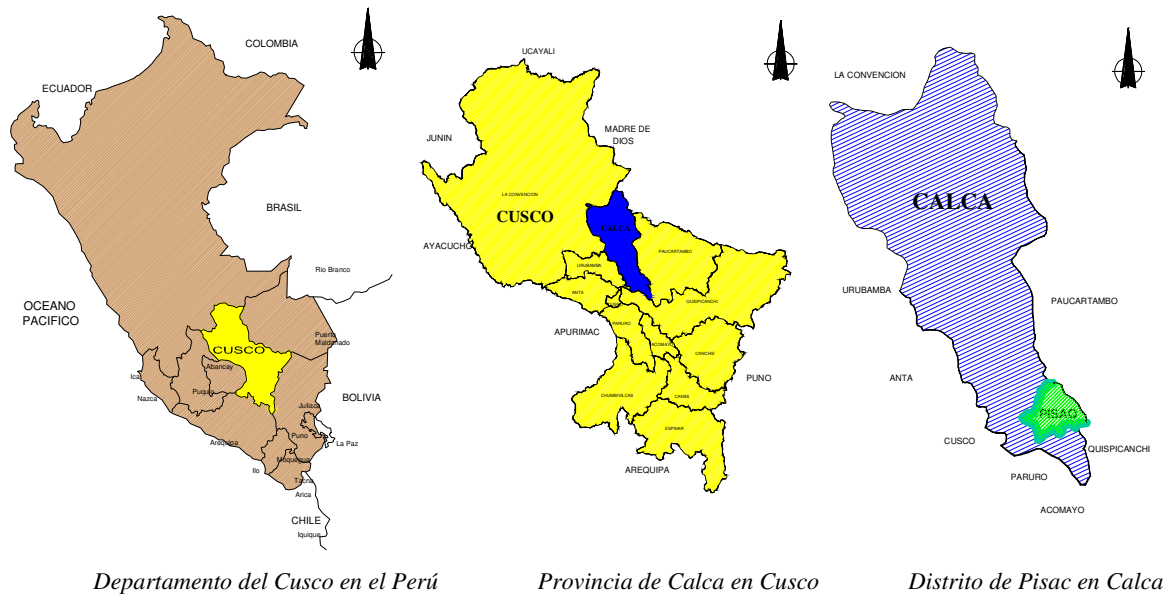 COLOMBIA
ECUADOR
BRASIL
Rio Branco
OCEANO
PACIFICO
CUSCO
Puerto
Maldonado
Abancay
Ica
Puquio
Nazca
BOLIVIA
Juliaca
Arequipa
Puno
La Paz
Moquegua
Ilo
Tacna
Arica
CHILE
Iquique
Departamento del Cusco en el Perú
UCAYALI
JUNIN
MADRE DE
DIOS
LA CONVENCION
CUSCO
CALCA
AYACUCHO
PAUCARTAMBO
URUBAMBA
ANTA
QUISPICANCHI
APURIMAC
PARURO
ACOMAYO
CANCHIS
PUNO
CHUMBIVILCAS
CANAS
ESPINAR
AREQUIPA
Provincia de Calca en Cusco
LA CONVENCION
CALCA
URUBAMBA
PAUCARTAMBO
ANTA
PISAQ
CUSCO
QUISPICANCHI
PARURO
ACOMAYO
Distrito de Pisac en Calca